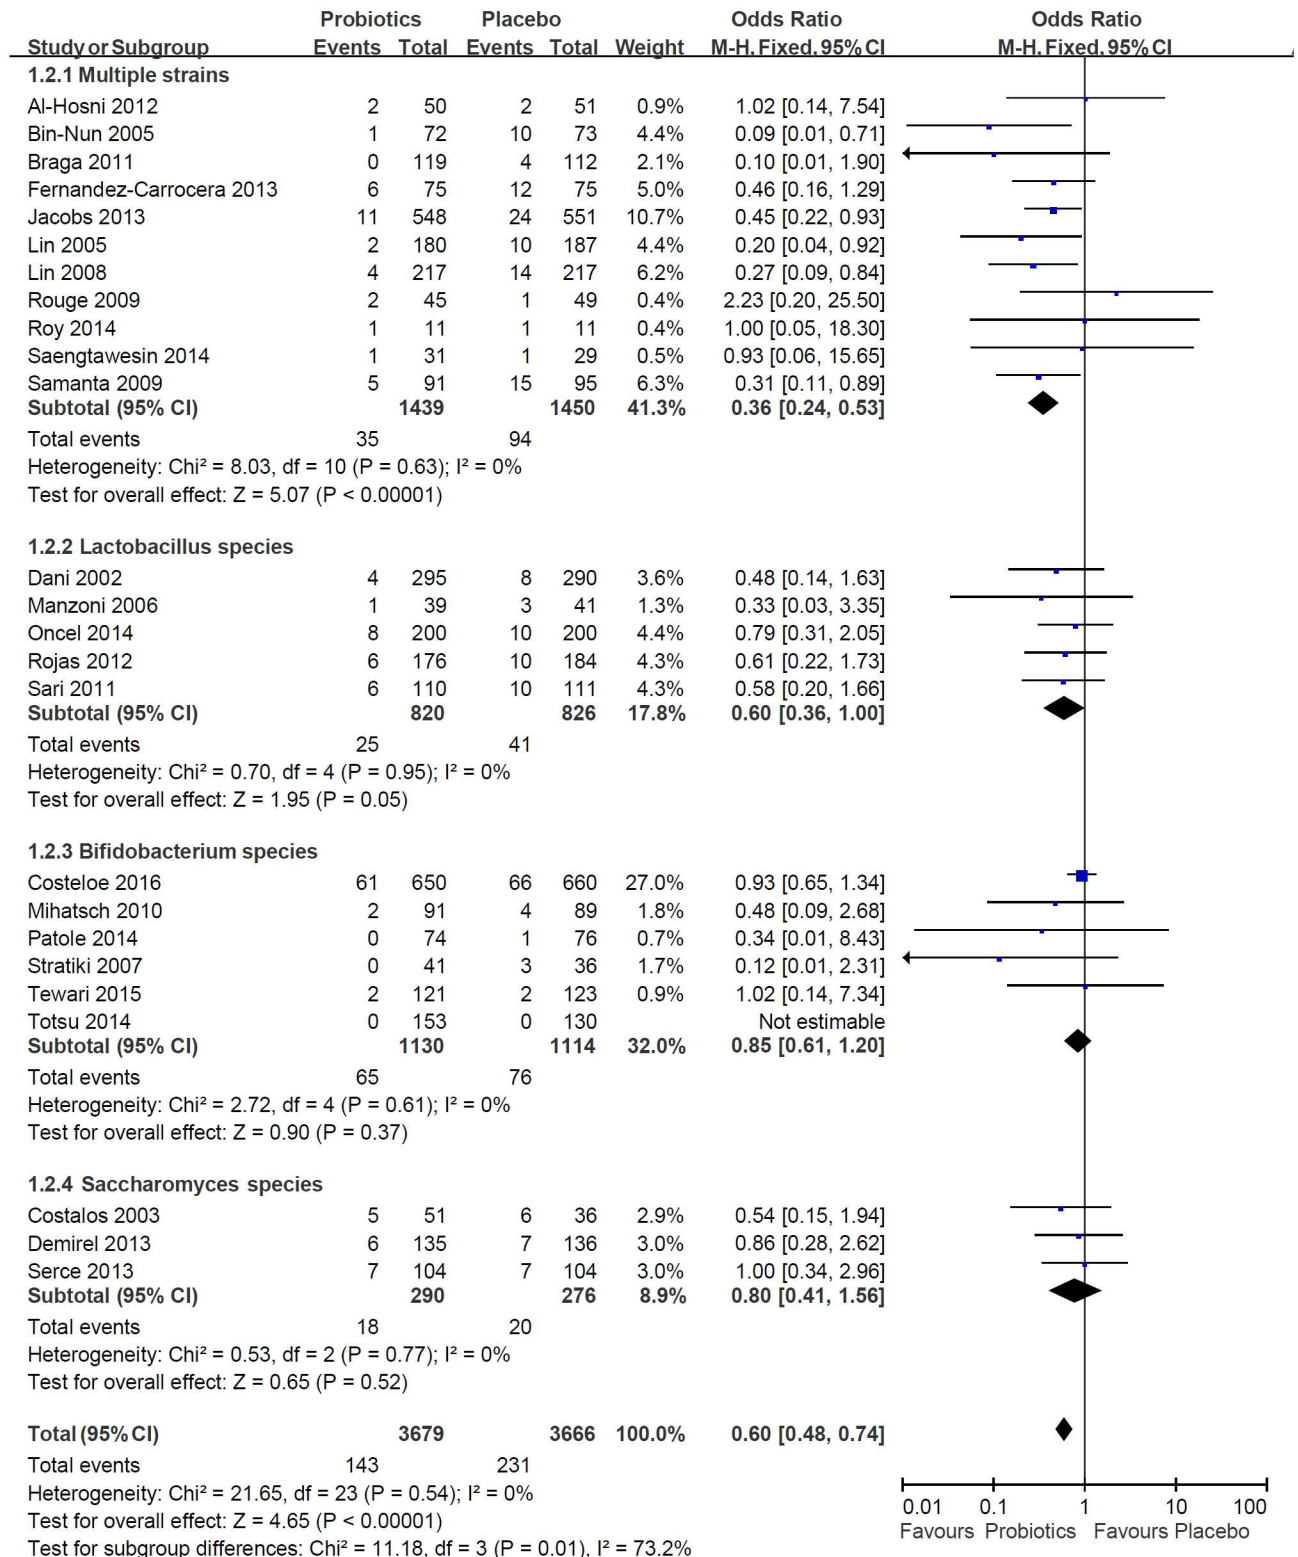 Probiotics Placebo Odds Ratio Odds Ratio
Study or Subgroup Events Total Events Total Weight M-H, Fixed, 95% CI M-H, Fixed, 95% CI
1.2.1 Multiple strains
Al-Hosni 2012 2 50 2 51 0.9% 1.02 [0.14, 7.54]
Bin-Nun 2005 1 72 10 73 4.4% 0.09 [0.01, 0.71]
Braga 2011 0 119 4 112 2.1% 0.10 [0.01, 1.90]
Fernandez-Carrocera 2013 6 75 12 75 5.0% 0.46 [0.16, 1.29]
Jacobs 2013 11 548 24 551 10.7% 0.45 [0.22, 0.93]
Lin 2005 2 180 10 187 4.4% 0.20 [0.04, 0.92]
Lin 2008 4 217 14 217 6.2% 0.27 [0.09, 0.84]
Rouge 2009 2 45 1 49 0.4% 2.23 [0.20, 25.50]
Roy 2014 1 11 1 11 0.4% 1.00 [0.05, 18.30]
Saengtawesin 2014 1 31 1 29 0.5% 0.93 [0.06, 15.65]
Samanta 2009 5 91 15 95 6.3% 0.31 [0.11, 0.89]
Subtotal (95% CI) 1439 1450 41.3% 0.36 [0.24, 0.53]
Total events 35 94
Heterogeneity: Chi² = 8.03, df = 10 (P = 0.63); I² = 0%
Test for overall effect: Z = 5.07 (P < 0.00001)
1.2.2 Lactobacillus species
Dani 2002 4 295 8 290 3.6% 0.48 [0.14, 1.63]
Manzoni 2006 1 39 3 41 1.3% 0.33 [0.03, 3.35]
Oncel 2014 8 200 10 200 4.4% 0.79 [0.31, 2.05]
Rojas 2012 6 176 10 184 4.3% 0.61 [0.22, 1.73]
Sari 2011 6 110 10 111 4.3% 0.58 [0.20, 1.66]
Subtotal (95% CI) 820 826 17.8% 0.60 [0.36, 1.00]
Total events 25 41
Heterogeneity: Chi² = 0.70, df = 4 (P = 0.95); I² = 0%
Test for overall effect: Z = 1.95 (P = 0.05)
1.2.3 Bifidobacterium species
Costeloe 2016 61 650 66 660 27.0% 0.93 [0.65, 1.34]
Mihatsch 2010 2 91 4 89 1.8% 0.48 [0.09, 2.68]
Patole 2014 0 74 1 76 0.7% 0.34 [0.01, 8.43]
Stratiki 2007 0 41 3 36 1.7% 0.12 [0.01, 2.31]
Tewari 2015 2 121 2 123 0.9% 1.02 [0.14, 7.34]
Totsu 2014 0 153 0 130 Not estimable
Subtotal (95% CI) 1130 1114 32.0% 0.85 [0.61, 1.20]
Total events 65 76
Heterogeneity: Chi² = 2.72, df = 4 (P = 0.61); I² = 0%
Test for overall effect: Z = 0.90 (P = 0.37)
1.2.4 Saccharomyces species
Costalos 2003 5 51 6 36 2.9% 0.54 [0.15, 1.94]
Demirel 2013 6 135 7 136 3.0% 0.86 [0.28, 2.62]
Serce 2013 7 104 7 104 3.0% 1.00 [0.34, 2.96]
Subtotal (95% CI) 290 276 8.9% 0.80 [0.41, 1.56]
Total events 18 20
Heterogeneity: Chi² = 0.53, df = 2 (P = 0.77); I² = 0%
Test for overall effect: Z = 0.65 (P = 0.52)
Total (95% CI) 3679 3666 100.0% 0.60 [0.48, 0.74]
Total events 143 231
Heterogeneity: Chi² = 21.65, df = 23 (P = 0.54); I² = 0%
Test for overall effect: Z = 4.65 (P < 0.00001)
Test for subgroup differences: Chi² = 11.18, df = 3 (P = 0.01), I² = 73.2%
0.01 0.1 1 10 100
Favours Probiotics Favours Placebo